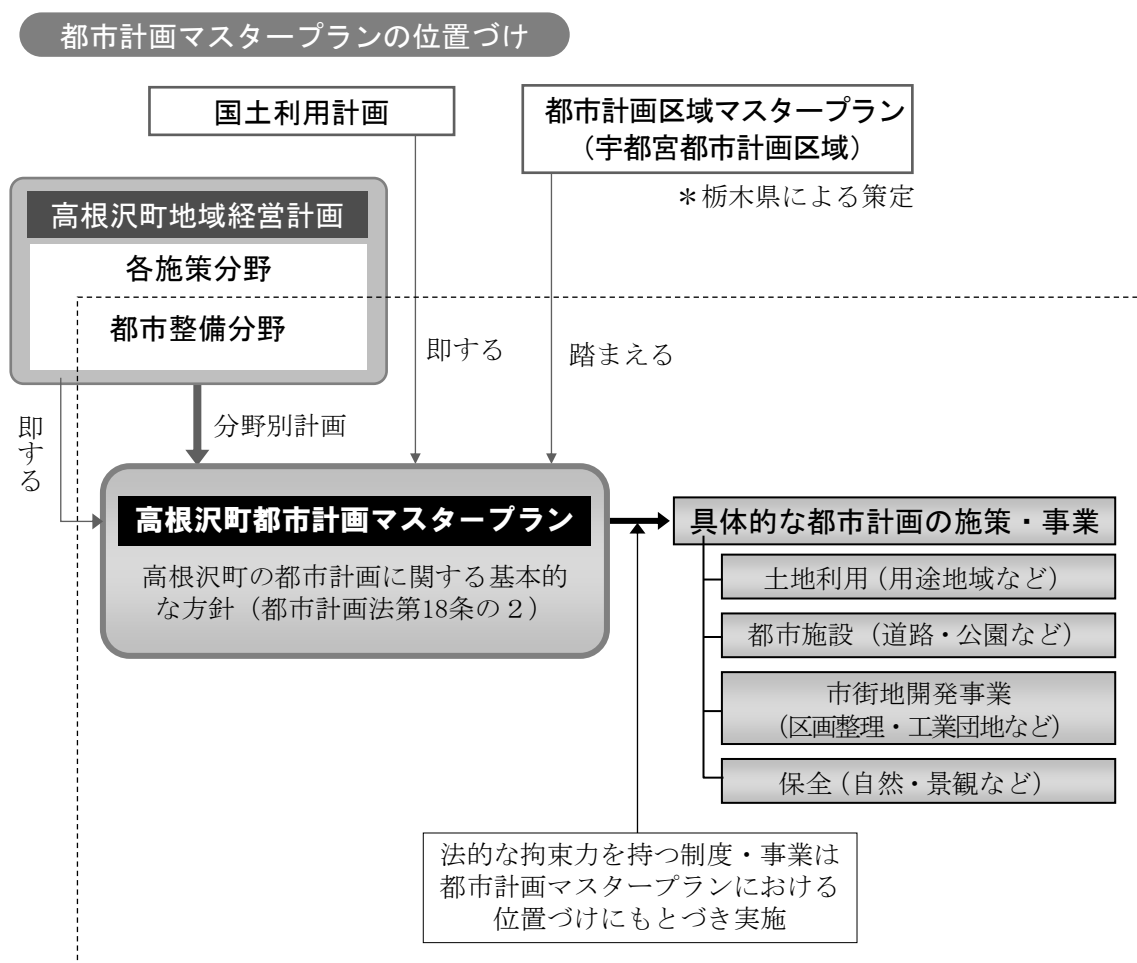 都市計画マスタープランの位置づけ
国土利用計画
都市計画区域マスタープラン
（宇都宮都市計画区域）
＊栃木県による策定
高根沢町地域経営計画
各施策分野
都市整備分野
即する
踏まえる
即する
分野別計画
高根沢町都市計画マスタープラン
高根沢町の都市計画に関する基本的
な方針（都市計画法第18条の２）
具体的な都市計画の施策・事業
土地利用（用途地域など）
都市施設（道路・公園など）
市街地開発事業
（区画整理・工業団地など）
保全（自然・景観など）
法的な拘束力を持つ制度・事業は
都市計画マスタープランにおける
位置づけにもとづき実施